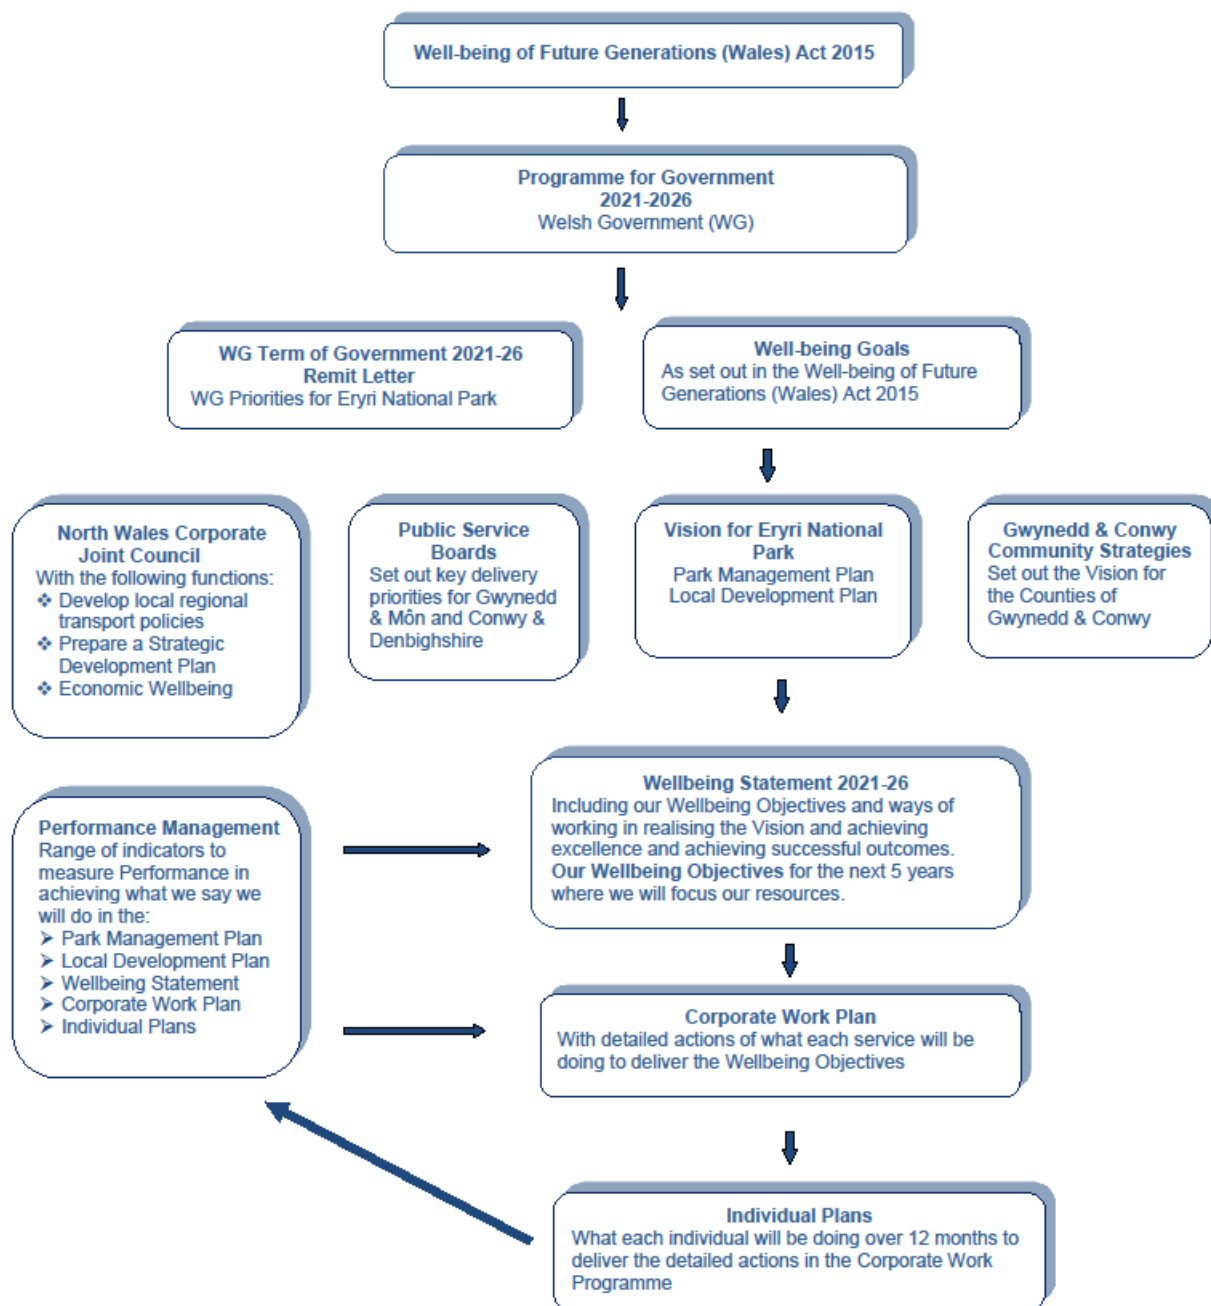 Well-being of Future Generations (Wales) Act 2015
Programme for Government
2021-2026
Welsh Government (WG)
WG Term of Government 2021-26
Remit Letter
WG Priorities for Eryri National Park
Well-being Goals
As set out in the Well-being of Future
Generations (Wales) Act 2015
North Wales Corporate
Joint Council
With the following functions:
❖ Develop local regional
transport policies
❖ Prepare a Strategic
Development Plan
❖ Economic Wellbeing
Public Service
Boards
Set out key delivery
priorities for Gwynedd
& Môn and Conwy &
Denbighshire
Vision for Eryri National
Park
Park Management Plan
Local Development Plan
Gwynedd & Conwy
Community Strategies
Set out the Vision for
the Counties of
Gwynedd & Conwy
Wellbeing Statement 2021-26
Including our Wellbeing Objectives and ways of
working in realising the Vision and achieving
excellence and achieving successful outcomes.
Our Wellbeing Objectives for the next 5 years
where we will focus our resources.
Performance Management
Range of indicators to
measure Performance in
achieving what we say we
will do in the:
➢ Park Management Plan
➢ Local Development Plan
➢ Wellbeing Statement
➢ Corporate Work Plan
➢ Individual Plans
Corporate Work Plan
With detailed actions of what each service will be
doing to deliver the Wellbeing Objectives
Individual Plans
What each individual will be doing over 12 months to
deliver the detailed actions in the Corporate Work
Programme